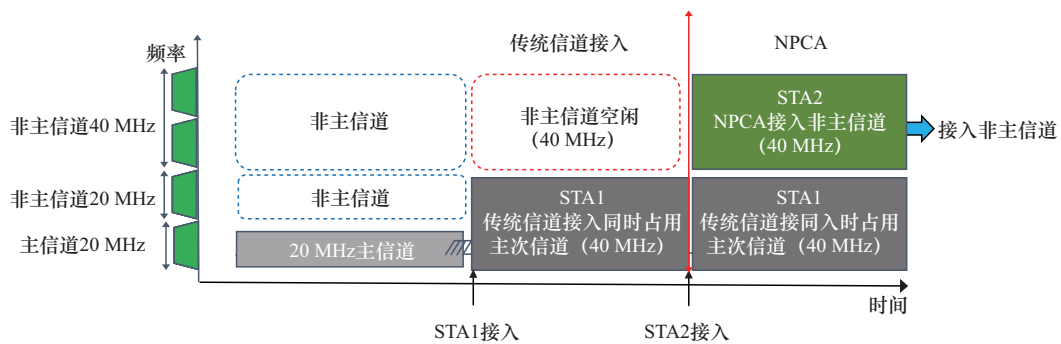 传统信道接入
NPCA
频率
非主信道40 MHz
非主信道20 MHz
主信道20 MHz
非主信道
非主信道
20 MHz主信道
非主信道空闲
（40 MHz）
STA1
传统信道接入同时占用
主次信道（40 MHz）
STA2
NPCA接入非主信道
（40 MHz）
接入非主信道
STA1
传统信道接同入时占用
主次信道（40 MHz）
时间
STA1接入
STA2接入